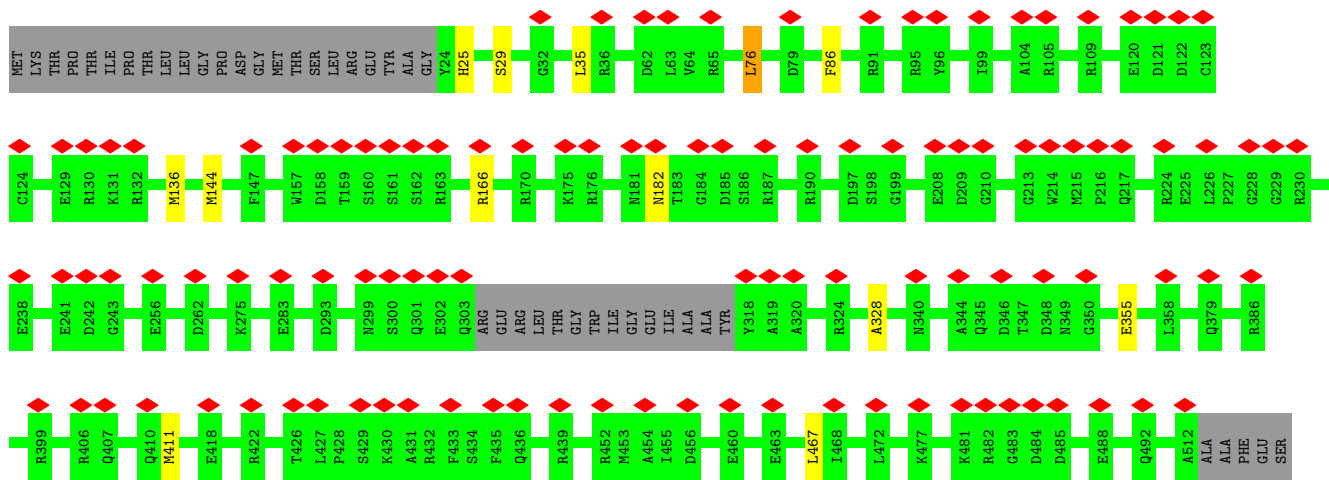 MET LYS THR PRO THR ILE PRO THR LEU LEU GLY PRO ASP GLY MET THR SER LEU ARG GLU TYR ALA GLY Y24 H25 S29 G32 L35 R36 D62 L63 V64 R65 L76 D79 F86 R91 R95 Y96 I99 A104 R105 R109 E120 D121 D122 C123
C124 E129 R130 K131 R132 M136 M144 F147 W157 D158 T159 S160 S161 S162 R163 R166 R170 K175 R176 N181 N182 T183 G184 D185 S186 R187 R190 D197 S198 G199 E208 D209 G210 G213 W214 M215 P216 Q217 R224 E225 L226 P227 G228 G229 R230
E238 E241 D242 G243 E256 D262 K275 E283 D293 N299 S300 Q301 E302 Q303 ARG GLU ARG LEU THR GLY TRP ILE GLY GLU ILE ALA ALA TYR Y318 A319 A320 R324 A328 N340 A344 Q345 D346 T347 D348 N349 G350 E355 L358 Q379 R386
R399 R406 Q407 Q410 M411 E418 R422 T426 L427 P428 S429 K430 A431 R432 F433 S434 F435 Q436 R439 R452 M453 A454 I455 D456 E460 E463 L467 I468 L472 K477 K481 R482 G483 D484 D485 E488 Q492 A512 ALA ALA PHE GLU SER